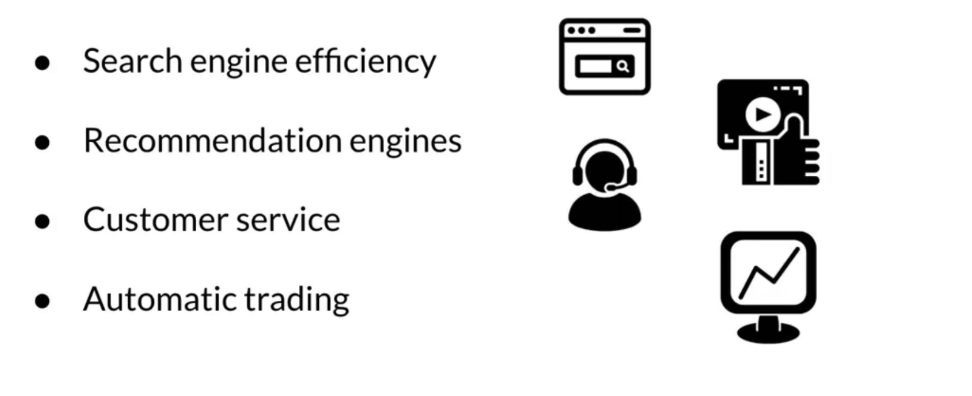 ● Search engine efficiency
● Recommendation engines
● Customer service
● Automatic trading